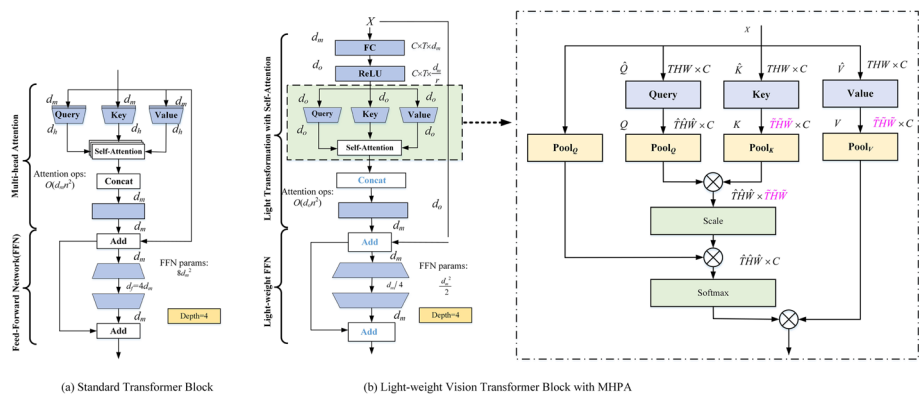 Multi-head Attention
Feed-Forward Network(FFN)
d_m
d_m
d_m
Query
Key
Value
d_h
d_h
d_h
Self-Attention
Attention ops:
O(d_m n²)
Concat
d_m
d_m
Add
d_m
FFN params:
8d_m²
d_f=4d_m
d_m
Depth=4
Add
(a) Standard Transformer Block
Light Transformation with Self-Attention
Light-weight FFN
X
d_m
FC
C×T×d_m
d_o
ReLU
C×T×d_m/r
d_o
d_o
d_o
Query
Key
Value
d_o
d_o
d_o
Self-Attention
Attention ops:
O(d_o n²)
Concat
d_o
d_m
Add
d_m
FFN params:
d_m/4
d_m²/2
d_m
Depth=4
Add
(b) Light-weight Vision Transformer Block with MHPA
X
Q̂
THW×C
K̂
THW×C
V̂
THW×C
Query
Key
Value
Q
T̂ĤŴ×C
K
T̃H̃W̃×C
V
T̃H̃W̃×C
Pool_Q
Pool_Q
Pool_K
Pool_V
T̂ĤŴ×T̃H̃W̃
Scale
T̂ĤŴ×C
Softmax